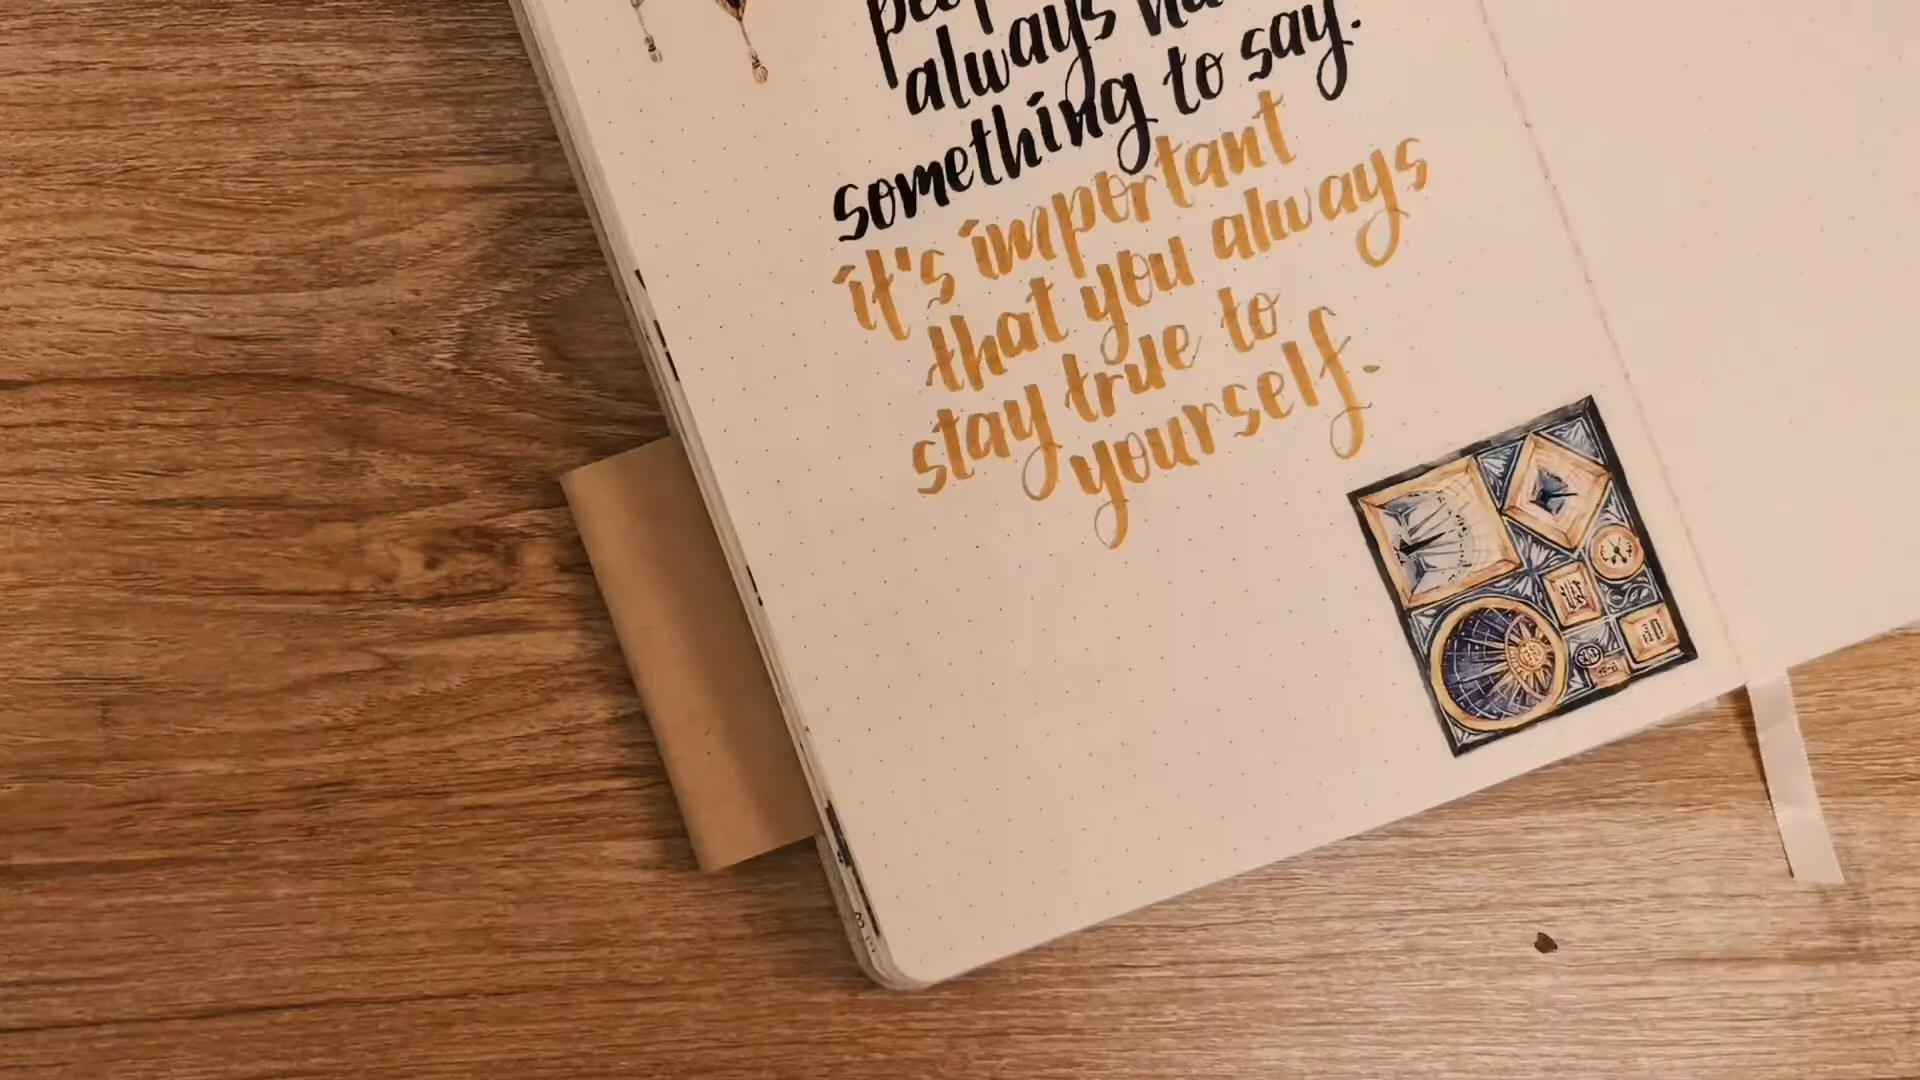 always
something to say.
it's important
that you always
stay true to
yourself.